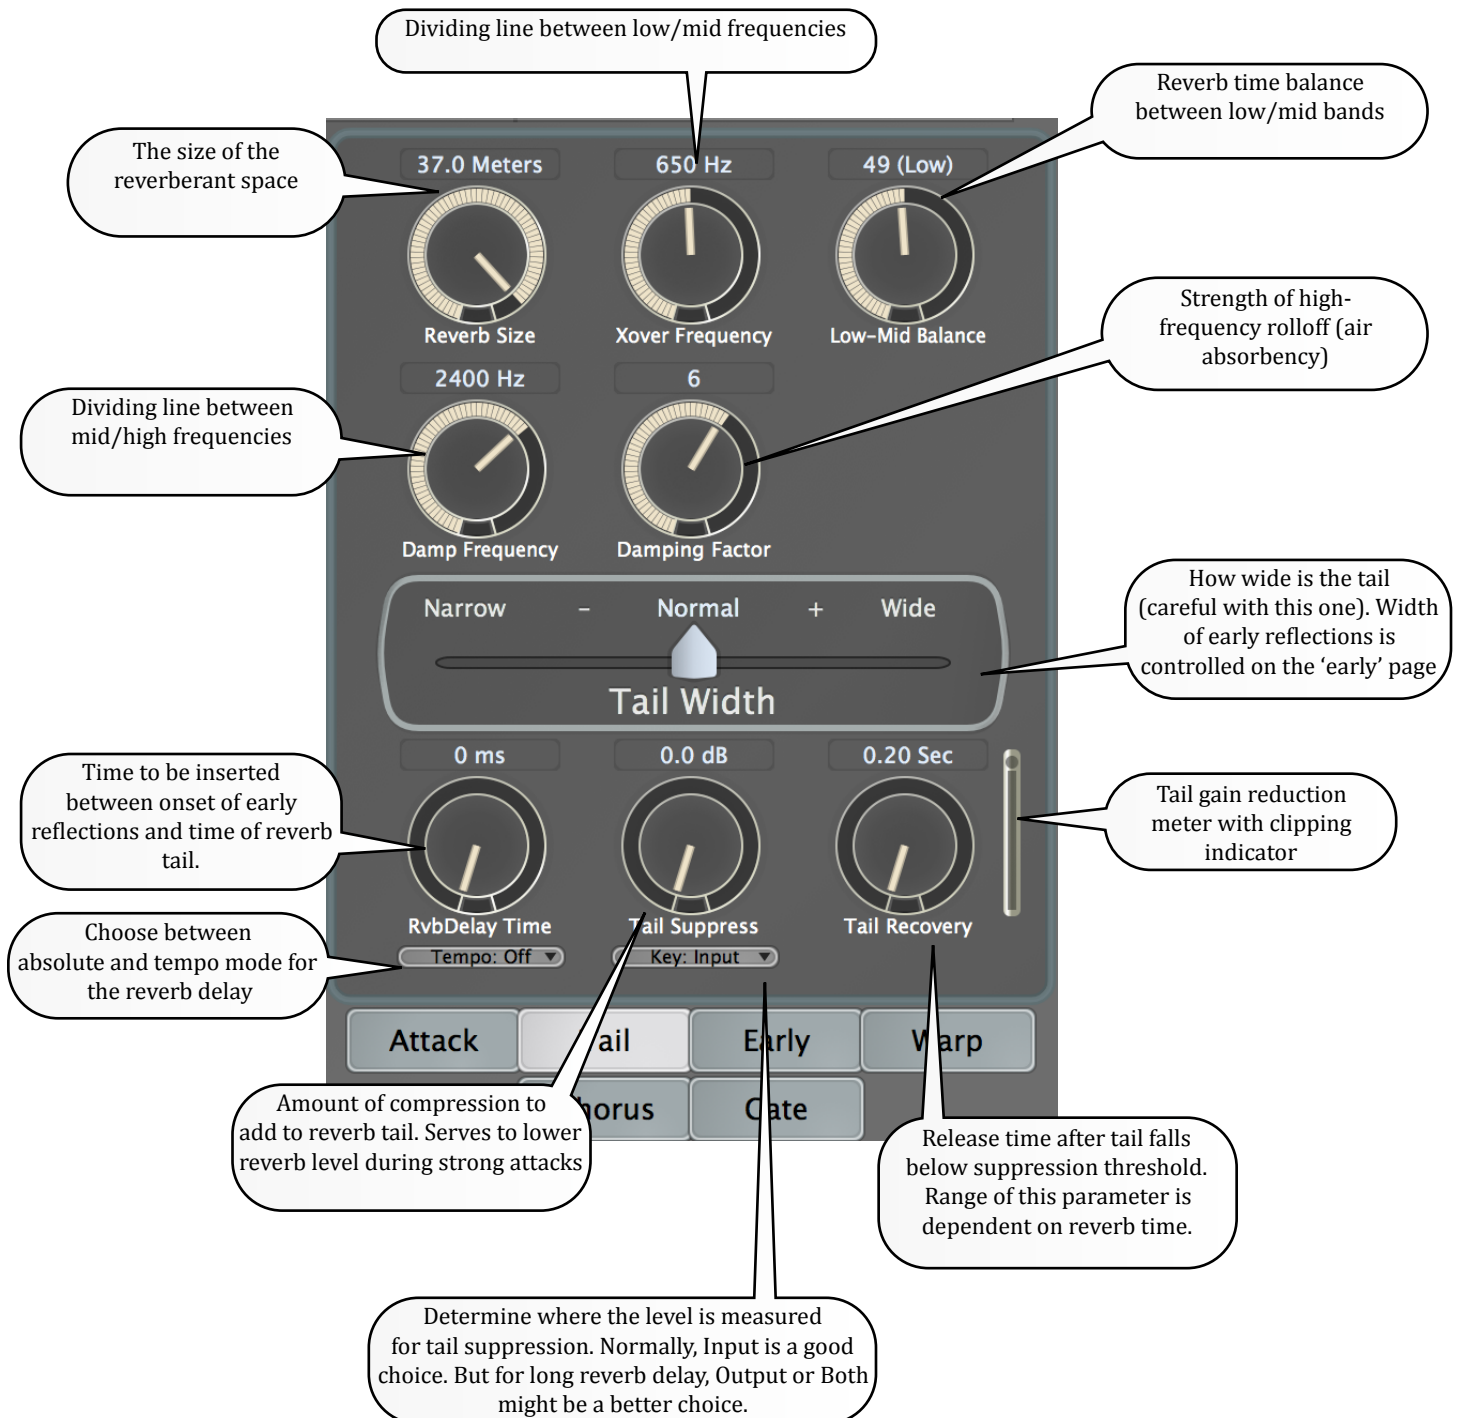 Dividing line between low/mid frequencies
Reverb time balance
between low/mid bands
The size of the
reverberant space
37.0 Meters
650 Hz
49 (Low)
Reverb Size
Xover Frequency
Low-Mid Balance
Strength of high-
frequency rolloff (air
absorbency)
2400 Hz
6
Dividing line between
mid/high frequencies
Damp Frequency
Damping Factor
How wide is the tail
(careful with this one). Width
of early reflections is
controlled on the ‘early’ page
Narrow
–
Normal
+
Wide
Tail Width
0 ms
0.0 dB
0.20 Sec
Time to be inserted
between onset of early
reflections and time of reverb
tail.
Tail gain reduction
meter with clipping
indicator
RvbDelay Time
Tail Suppress
Tail Recovery
Choose between
absolute and tempo mode for
the reverb delay
Tempo: Off
Key: Input
Attack
ail
Early
Warp
horus
Gate
Amount of compression to
add to reverb tail. Serves to lower
reverb level during strong attacks
Release time after tail falls
below suppression threshold.
Range of this parameter is
dependent on reverb time.
Determine where the level is measured
for tail suppression. Normally, Input is a good
choice. But for long reverb delay, Output or Both
might be a better choice.